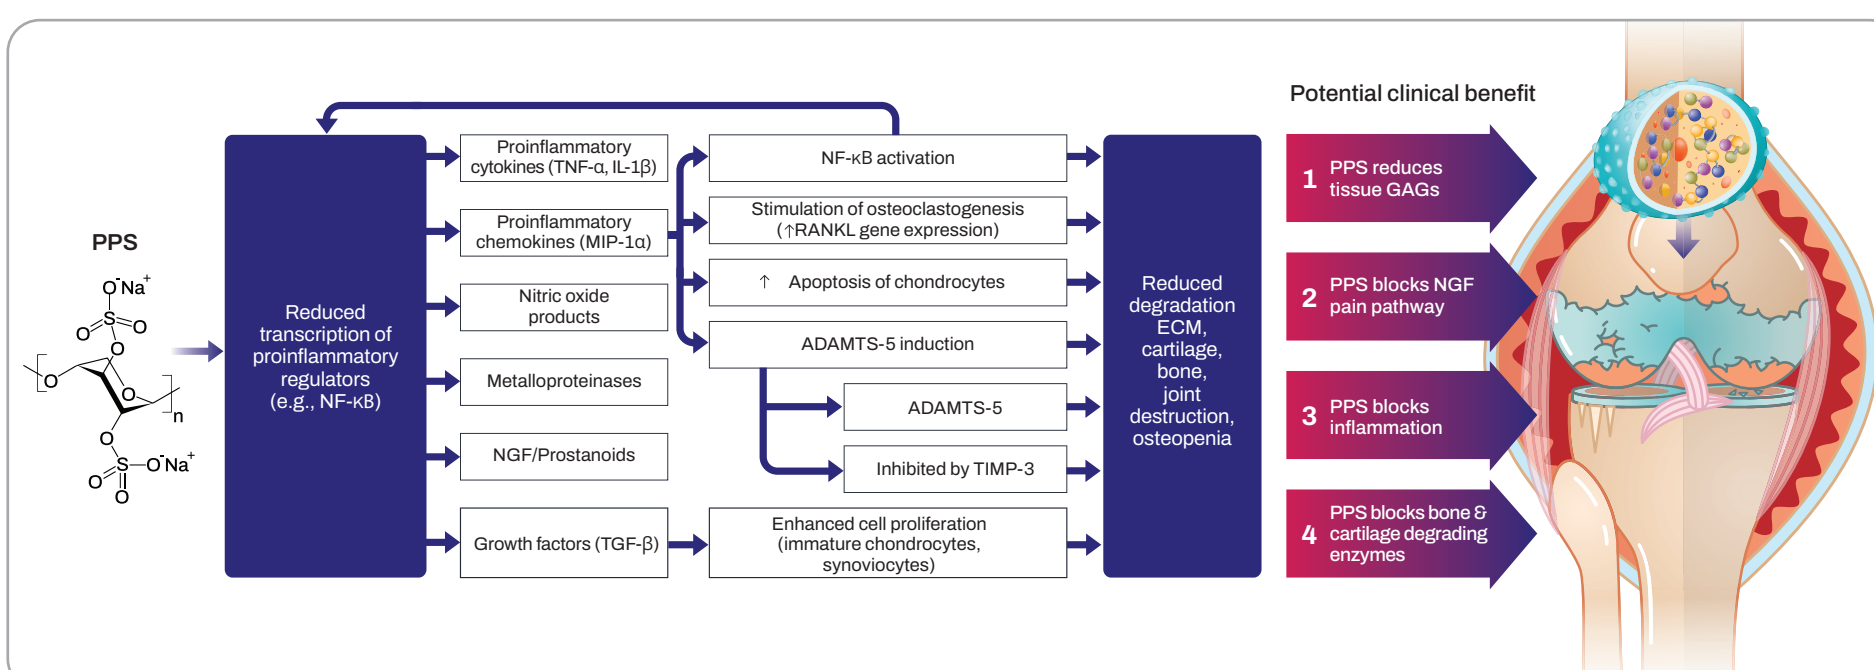 PPS
O⁻Na⁺
S
O
O
O
O
O
n
O
S
O⁻Na⁺
O
O
Reduced
transcription of
proinflammatory
regulators
(e.g., NF-κB)
Proinflammatory
cytokines (TNF-α, IL-1β)
Proinflammatory
chemokines (MIP-1α)
Nitric oxide
products
Metalloproteinases
NGF/Prostanoids
Growth factors (TGF-β)
NF-κB activation
Stimulation of osteoclastogenesis
(↑RANKL gene expression)
↑ Apoptosis of chondrocytes
ADAMTS-5 induction
ADAMTS-5
Inhibited by TIMP-3
Enhanced cell proliferation
(immature chondrocytes,
synoviocytes)
Reduced
degradation
ECM,
cartilage,
bone,
joint
destruction,
osteopenia
Potential clinical benefit
1 PPS reduces
tissue GAGs
2 PPS blocks NGF
pain pathway
3 PPS blocks
inflammation
4 PPS blocks bone &
cartilage degrading
enzymes